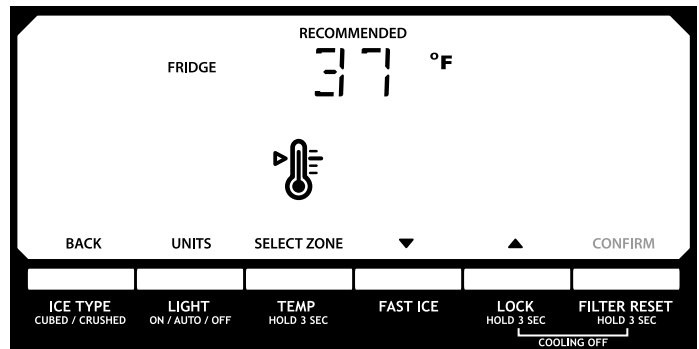 RECOMMENDED
FRIDGE 37 °F
BACK UNITS SELECT ZONE ▼ ▲ CONFIRM
ICE TYPE LIGHT TEMP FAST ICE LOCK FILTER RESET
CUBED / CRUSHED ON / AUTO / OFF HOLD 3 SEC HOLD 3 SEC HOLD 3 SEC
COOLING OFF